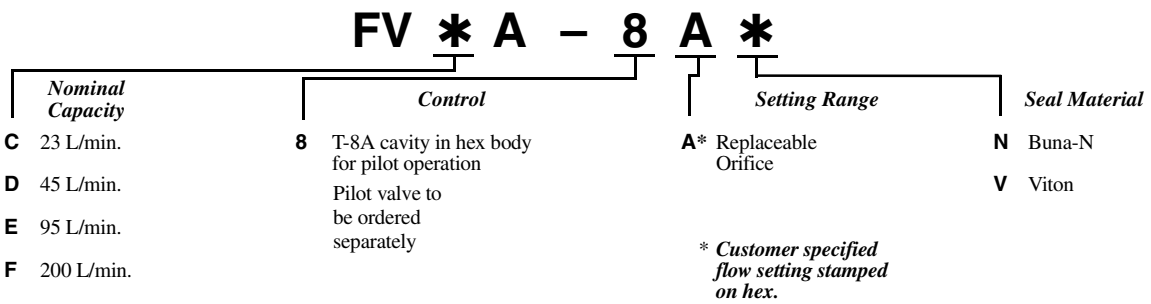 FV ✱ A – 8 A ✱
Nominal
Capacity
C 23 L/min.
D 45 L/min.
E 95 L/min.
F 200 L/min.
Control
8 T-8A cavity in hex body
for pilot operation
Pilot valve to
be ordered
separately
Setting Range
A* Replaceable
Orifice
* Customer specified
flow setting stamped
on hex.
Seal Material
N Buna-N
V Viton